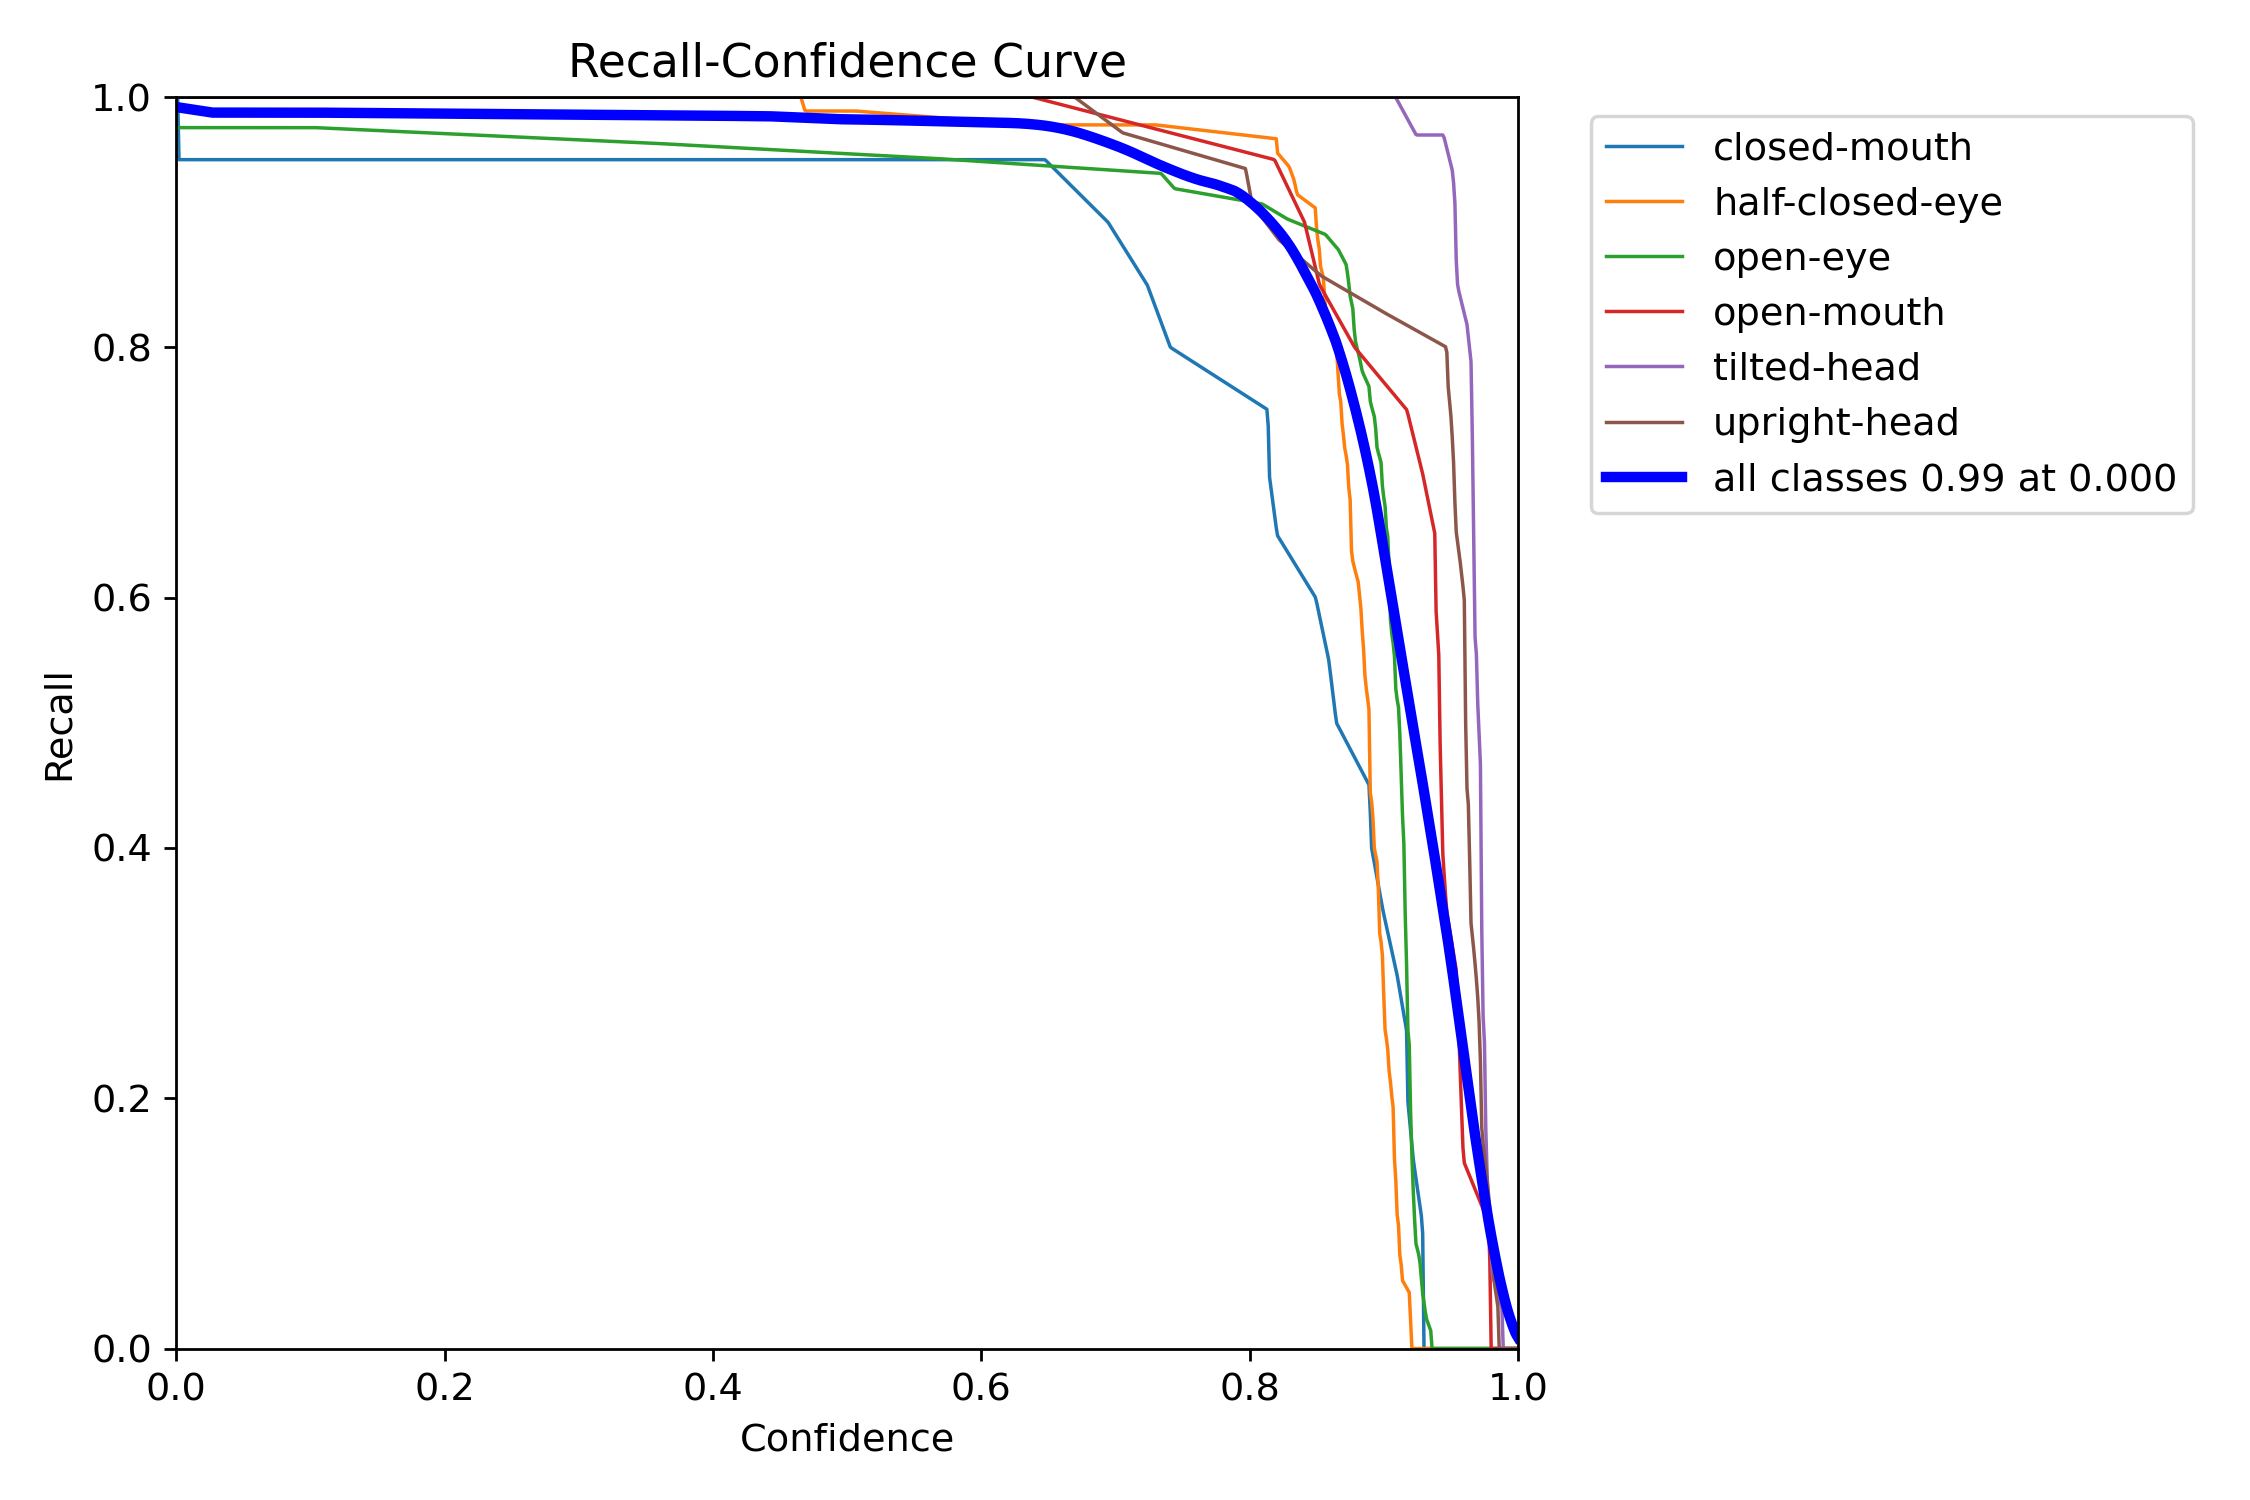 Recall-Confidence Curve
1.0
0.8
0.6
0.4
0.2
0.0
Recall
0.0 0.2 0.4 0.6 0.8 1.0
Confidence
closed-mouth
half-closed-eye
open-eye
open-mouth
tilted-head
upright-head
all classes 0.99 at 0.000